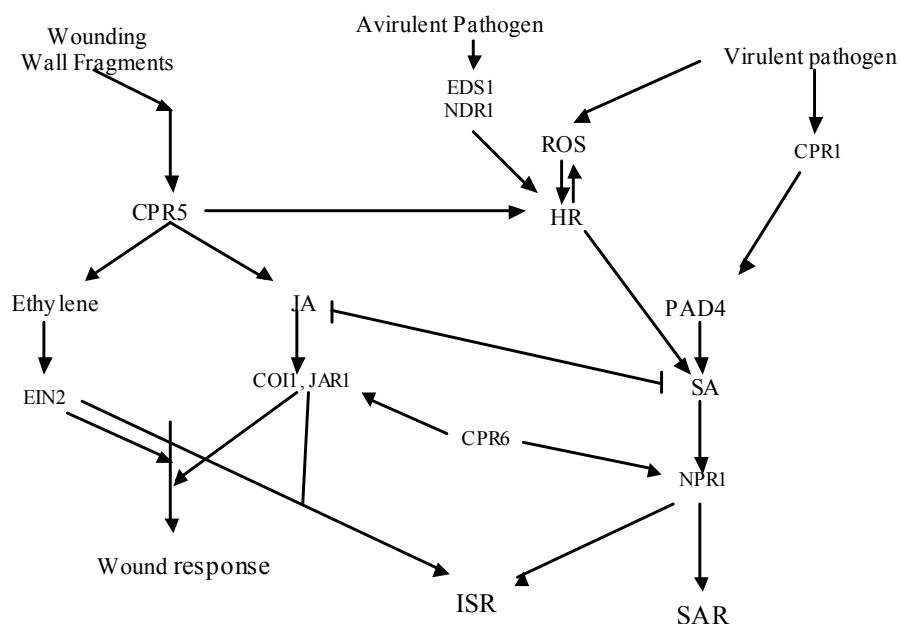 Wounding
Wall Fragments
Avirulent Pathogen
Virulent pathogen
EDS1
NDR1
ROS
CPR1
CPR5
HR
Ethylene
JA
PAD4
COI1, JAR1
SA
EIN2
CPR6
NPR1
Wound response
ISR
SAR